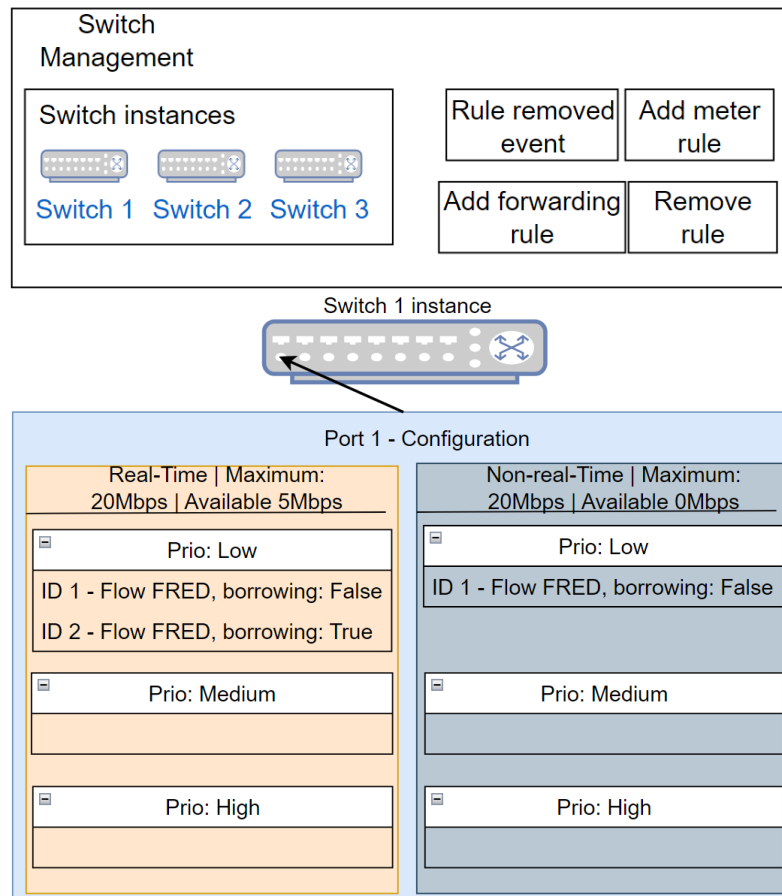 Switch
Management
Switch instances
Switch 1
Switch 2
Switch 3
Rule removed
event
Add meter
rule
Add forwarding
rule
Remove
rule
Switch 1 instance
Port 1 - Configuration
Real-Time | Maximum:
20Mbps | Available 5Mbps
Prio: Low
ID 1 - Flow FRED, borrowing: False
ID 2 - Flow FRED, borrowing: True
Prio: Medium
Prio: High
Non-real-Time | Maximum:
20Mbps | Available 0Mbps
Prio: Low
ID 1 - Flow FRED, borrowing: False
Prio: Medium
Prio: High